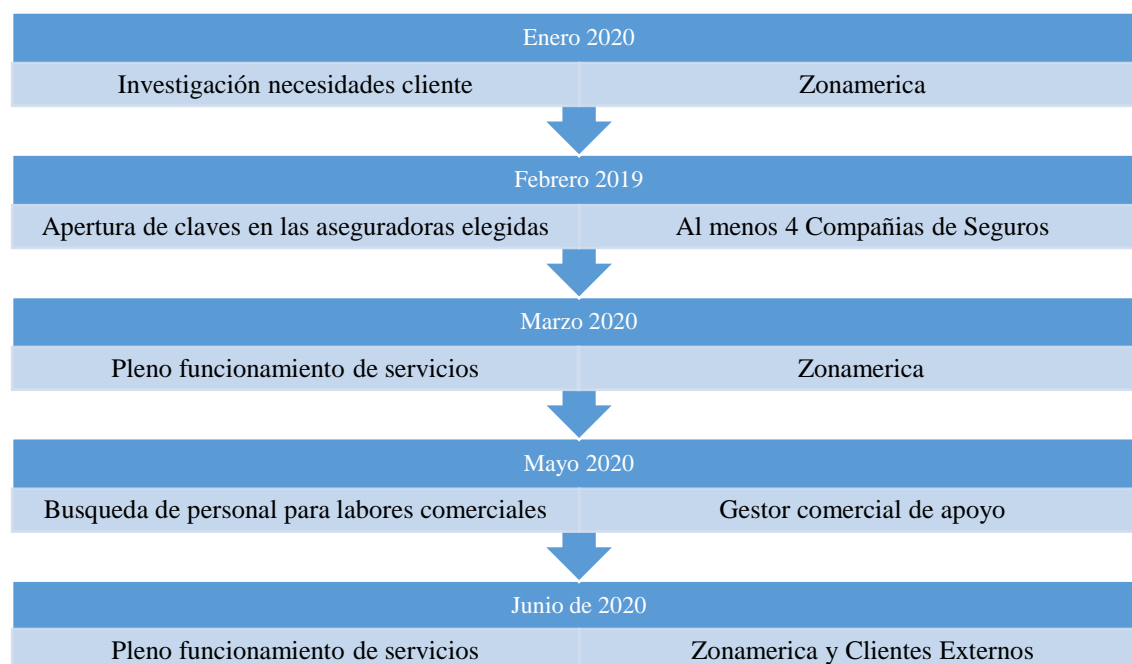 Enero 2020
Investigación necesidades cliente
Zonamerica
Febrero 2019
Apertura de claves en las aseguradoras elegidas
Al menos 4 Compañias de Seguros
Marzo 2020
Pleno funcionamiento de servicios
Zonamerica
Mayo 2020
Busqueda de personal para labores comerciales
Gestor comercial de apoyo
Junio de 2020
Pleno funcionamiento de servicios
Zonamerica y Clientes Externos